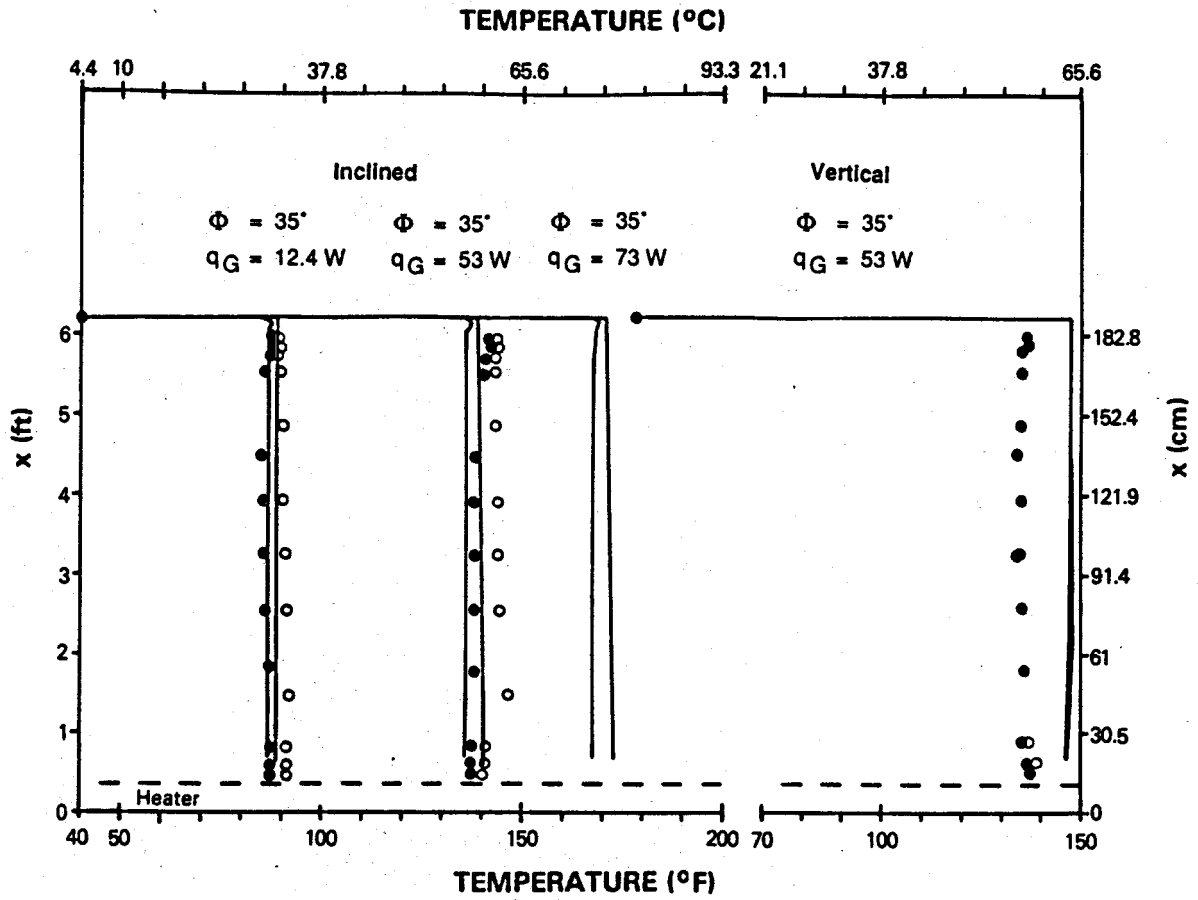 TEMPERATURE (°C)
4.4 10 37.8 65.6 93.3 21.1 37.8 65.6
Inclined Vertical
Φ = 35° Φ = 35° Φ = 35° Φ = 35°
qG = 12.4 W qG = 53 W qG = 73 W qG = 53 W
6 182.8
5 152.4
x (ft) x (cm)
4 121.9
3 91.4
2 61
1 30.5
Heater
0 0
40 50 100 150 200 70 100 150
TEMPERATURE (°F)